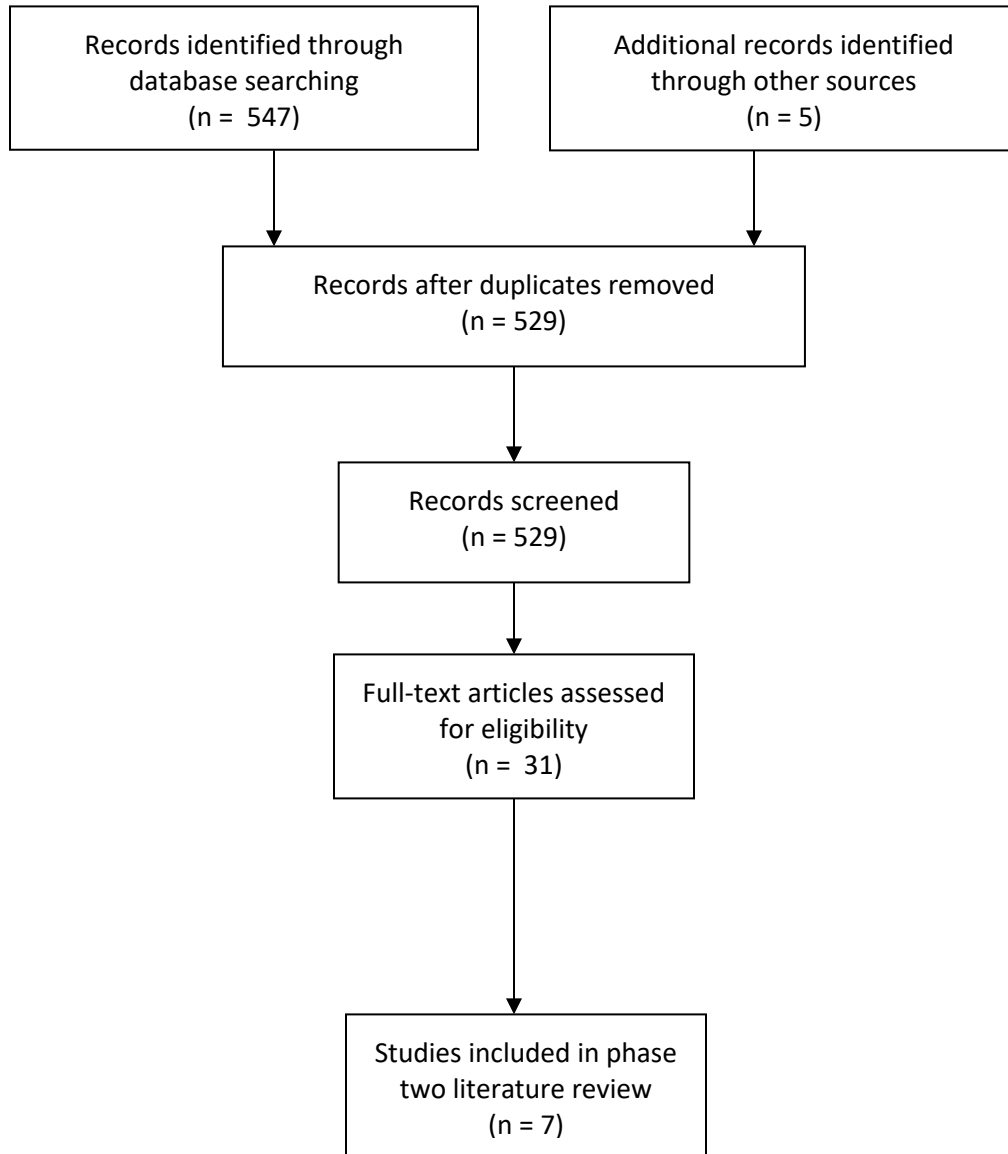 Records identified through
database searching
(n =  547)
Additional records identified
through other sources
(n = 5)
Records after duplicates removed
(n = 529)
Records screened
(n = 529)
Full-text articles assessed
for eligibility
(n =  31)
Studies included in phase
two literature review
(n = 7)